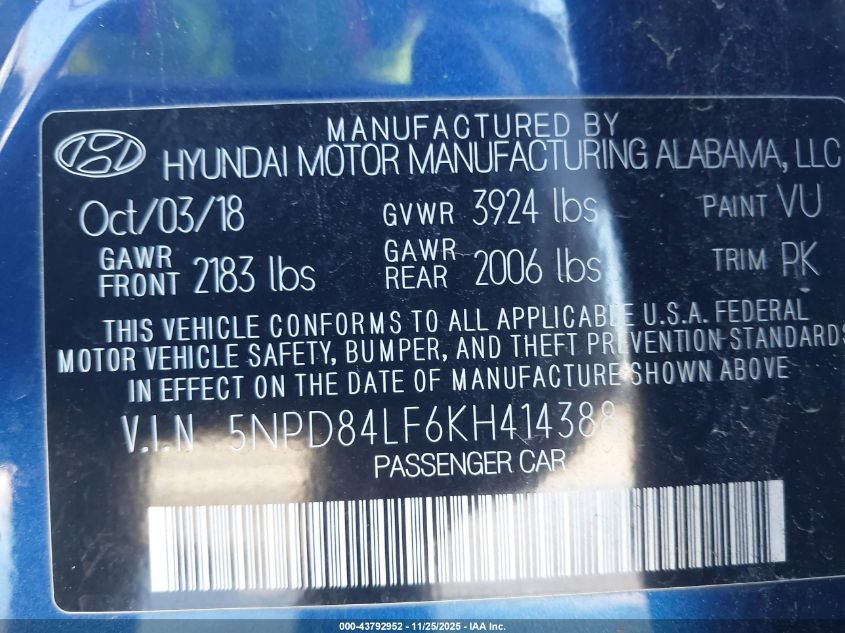 MANUFACTURED BY
HYUNDAI MOTOR MANUFACTURING ALABAMA, LLC
Oct/03/18 GVWR 3924 lbs PAINT VU
GAWR FRONT 2183 lbs GAWR REAR 2006 lbs TRIM PK
THIS VEHICLE CONFORMS TO ALL APPLICABLE U.S.A. FEDERAL
MOTOR VEHICLE SAFETY, BUMPER, AND THEFT PREVENTION STANDARDS
IN EFFECT ON THE DATE OF MANUFACTURE SHOWN ABOVE
V.I.N 5NPD84LF6KH414388
PASSENGER CAR
000-43792952 - 11/25/2025 - IAA Inc.